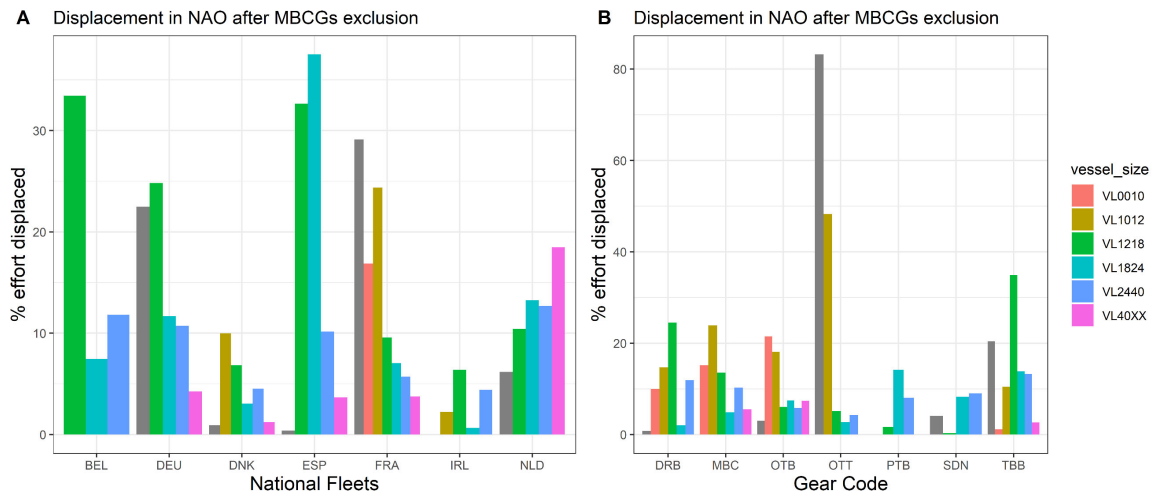 A Displacement in NAO after MBCGs exclusion
% effort displaced
30
20
10
0
BEL DEU DNK ESP FRA IRL NLD
National Fleets
B Displacement in NAO after MBCGs exclusion
% effort displaced
80
60
40
20
0
DRB MBC OTB OTT PTB SDN TBB
Gear Code
vessel_size
VL0010
VL1012
VL1218
VL1824
VL2440
VL40XX